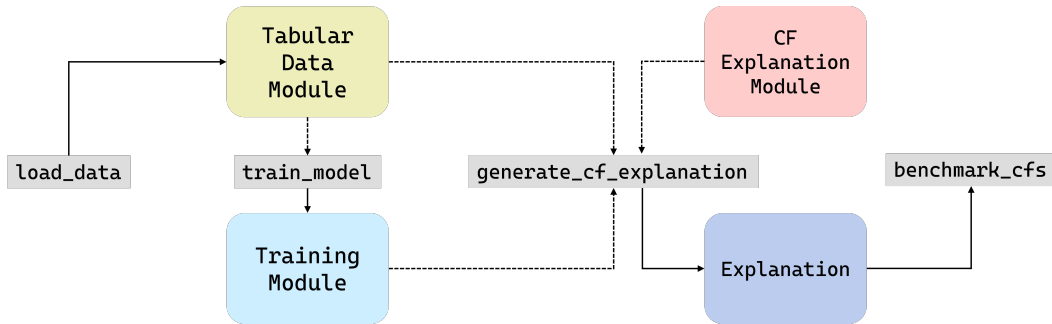 Tabular
Data
Module
CF
Explanation
Module
load_data
train_model
generate_cf_explanation
benchmark_cfs
Training
Module
Explanation